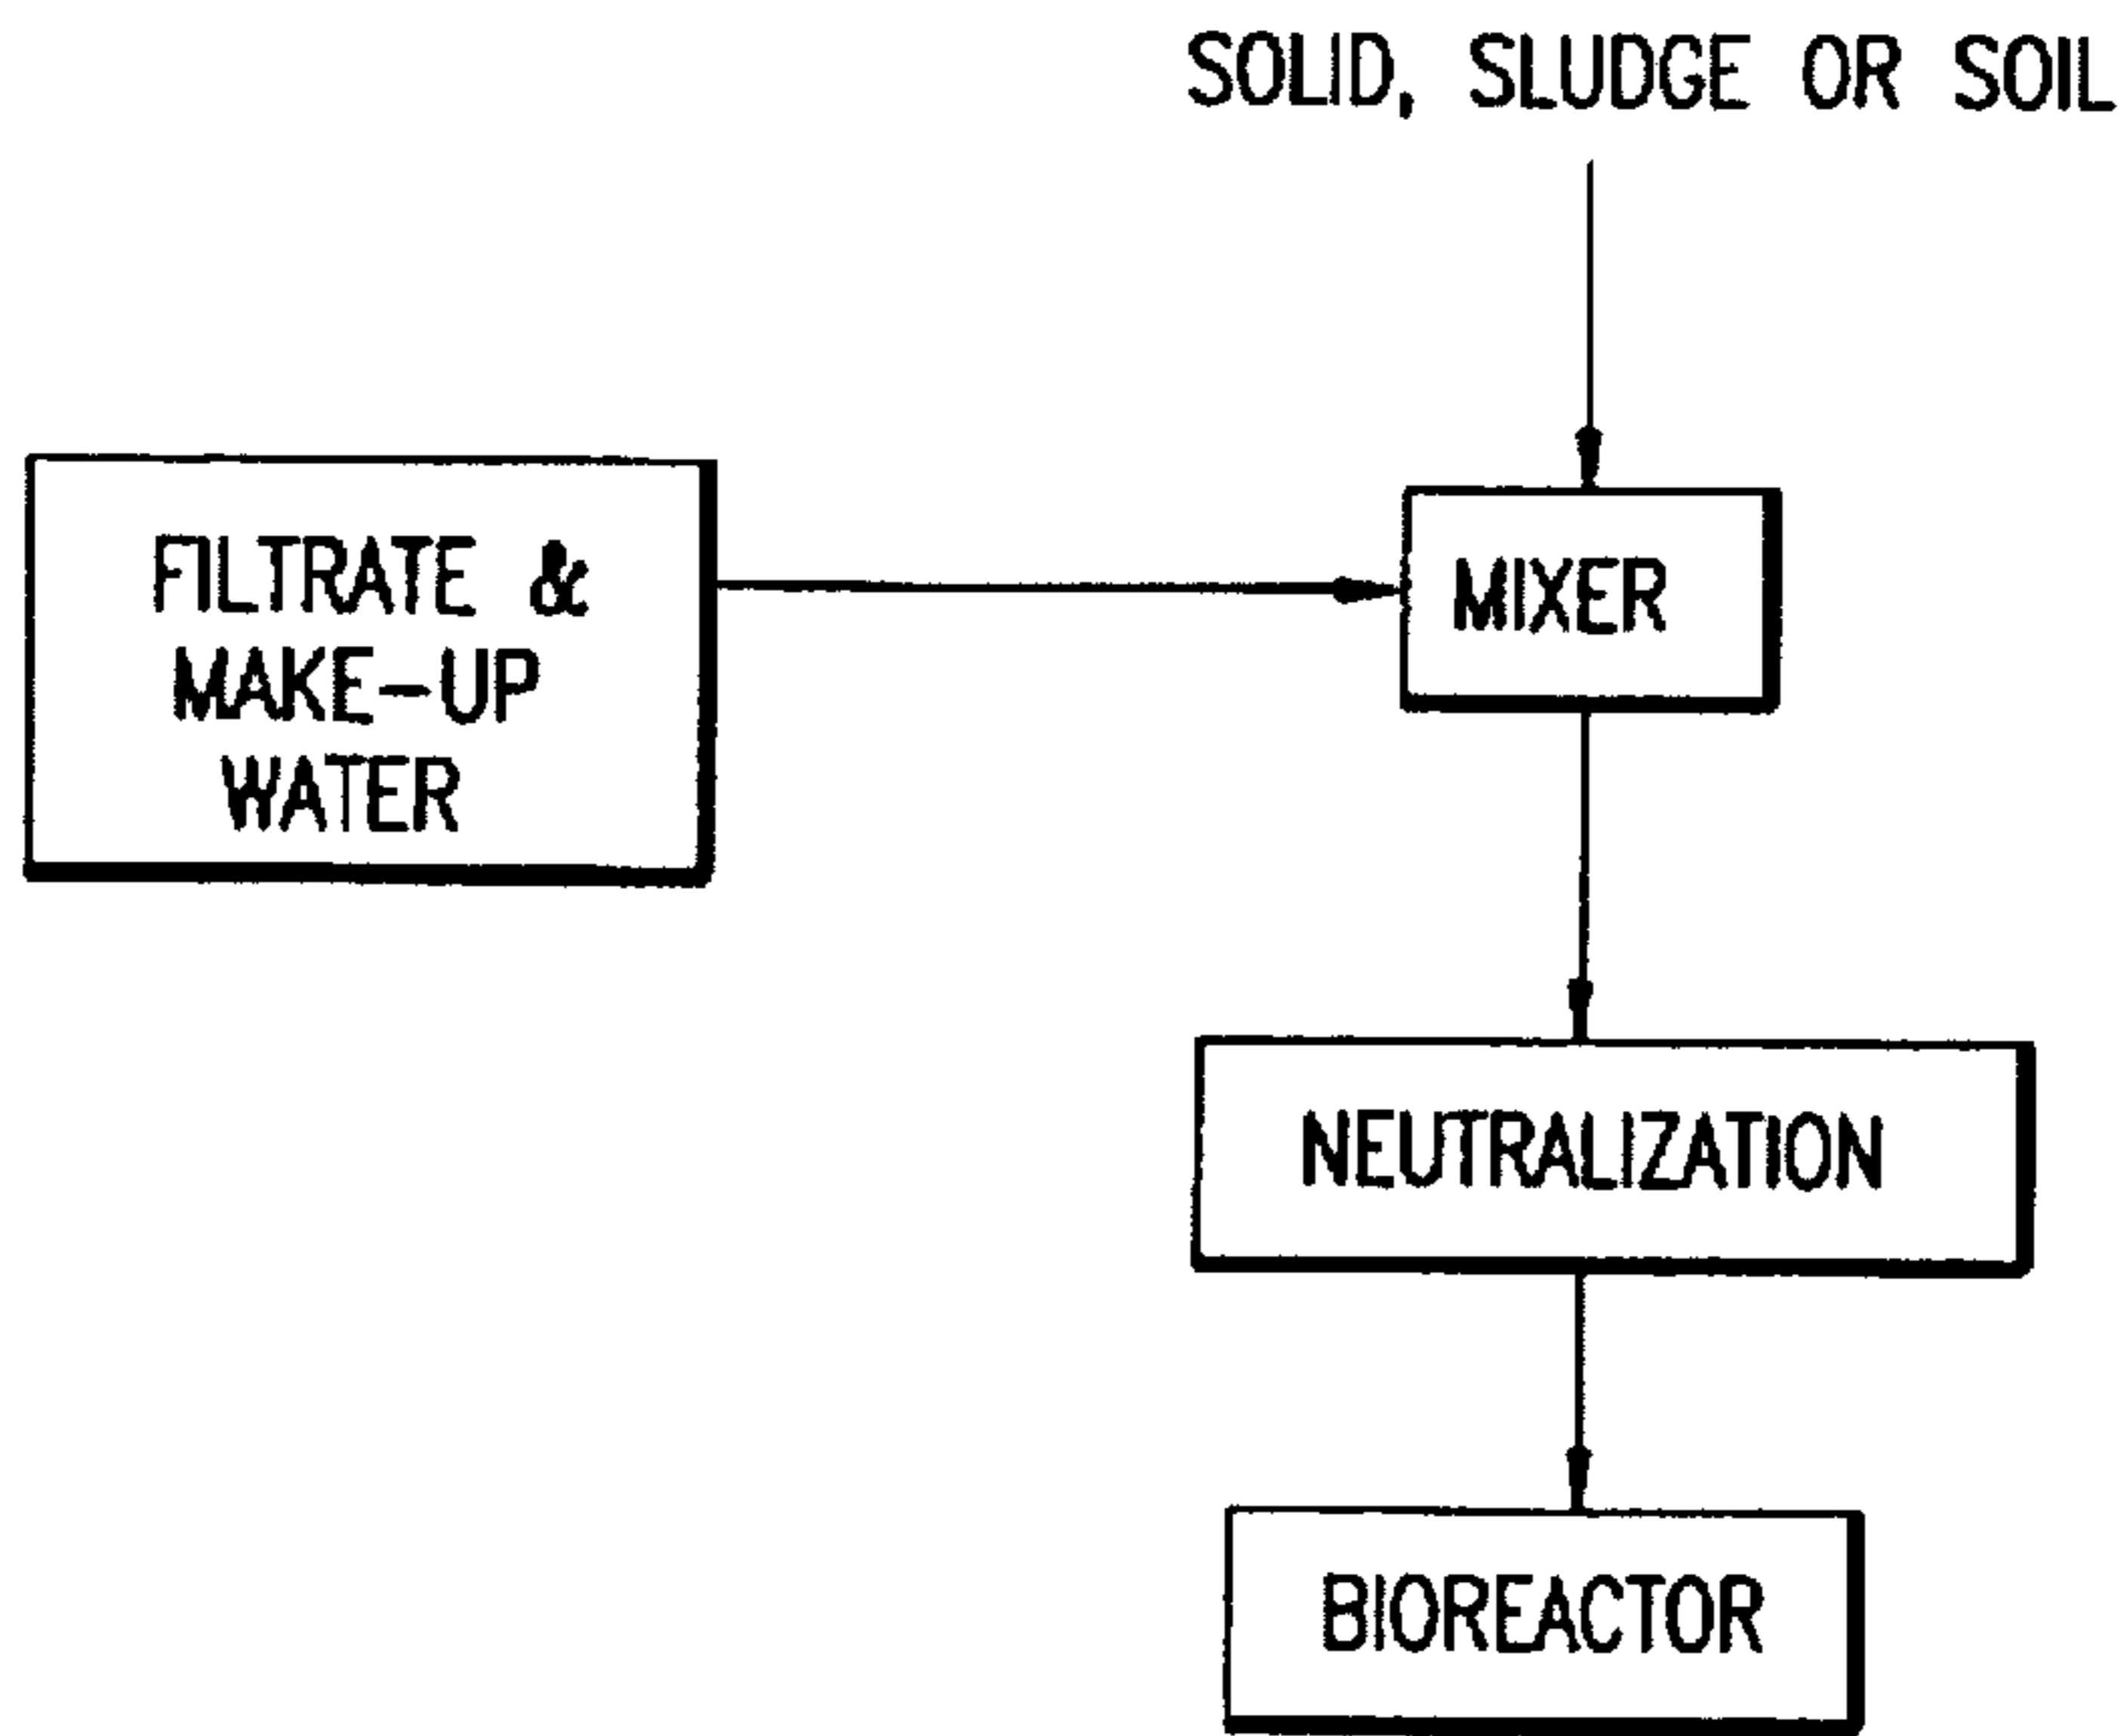 SOLID, SLUDGE OR SOIL
FILTRATE &
MAKE-UP
WATER
MIXER
NEUTRALIZATION
BIOREACTOR